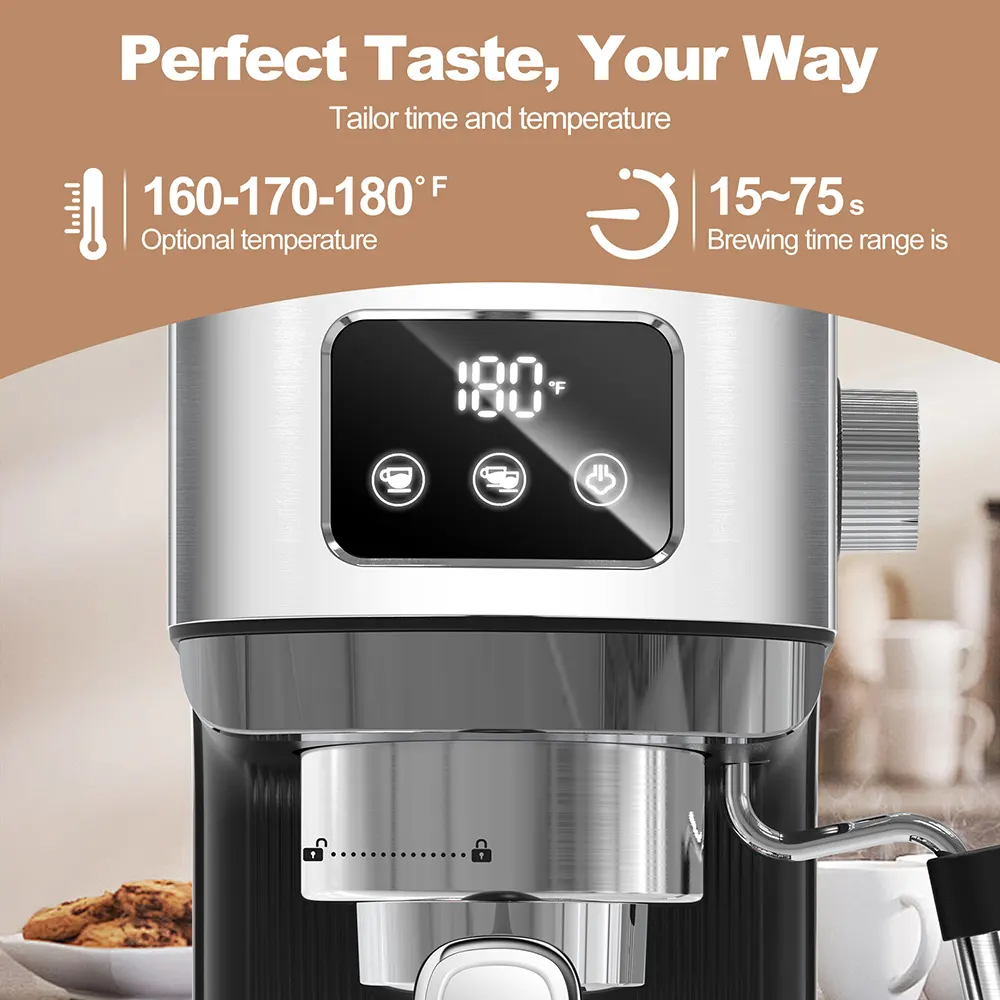 Perfect Taste, Your Way
Tailor time and temperature
160-170-180°F
Optional temperature
15~75s
Brewing time range is
180°F